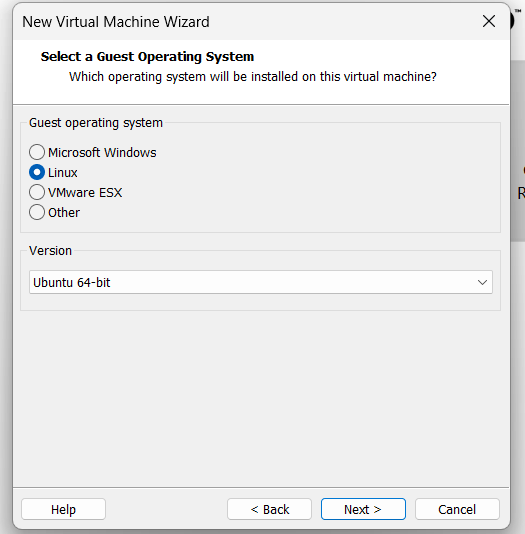 New Virtual Machine Wizard
™
Select a Guest Operating System
Which operating system will be installed on this virtual machine?
Guest operating system
Microsoft Windows
Linux
VMware ESX
Other
Version
Ubuntu 64-bit
Help
< Back
Next >
Cancel